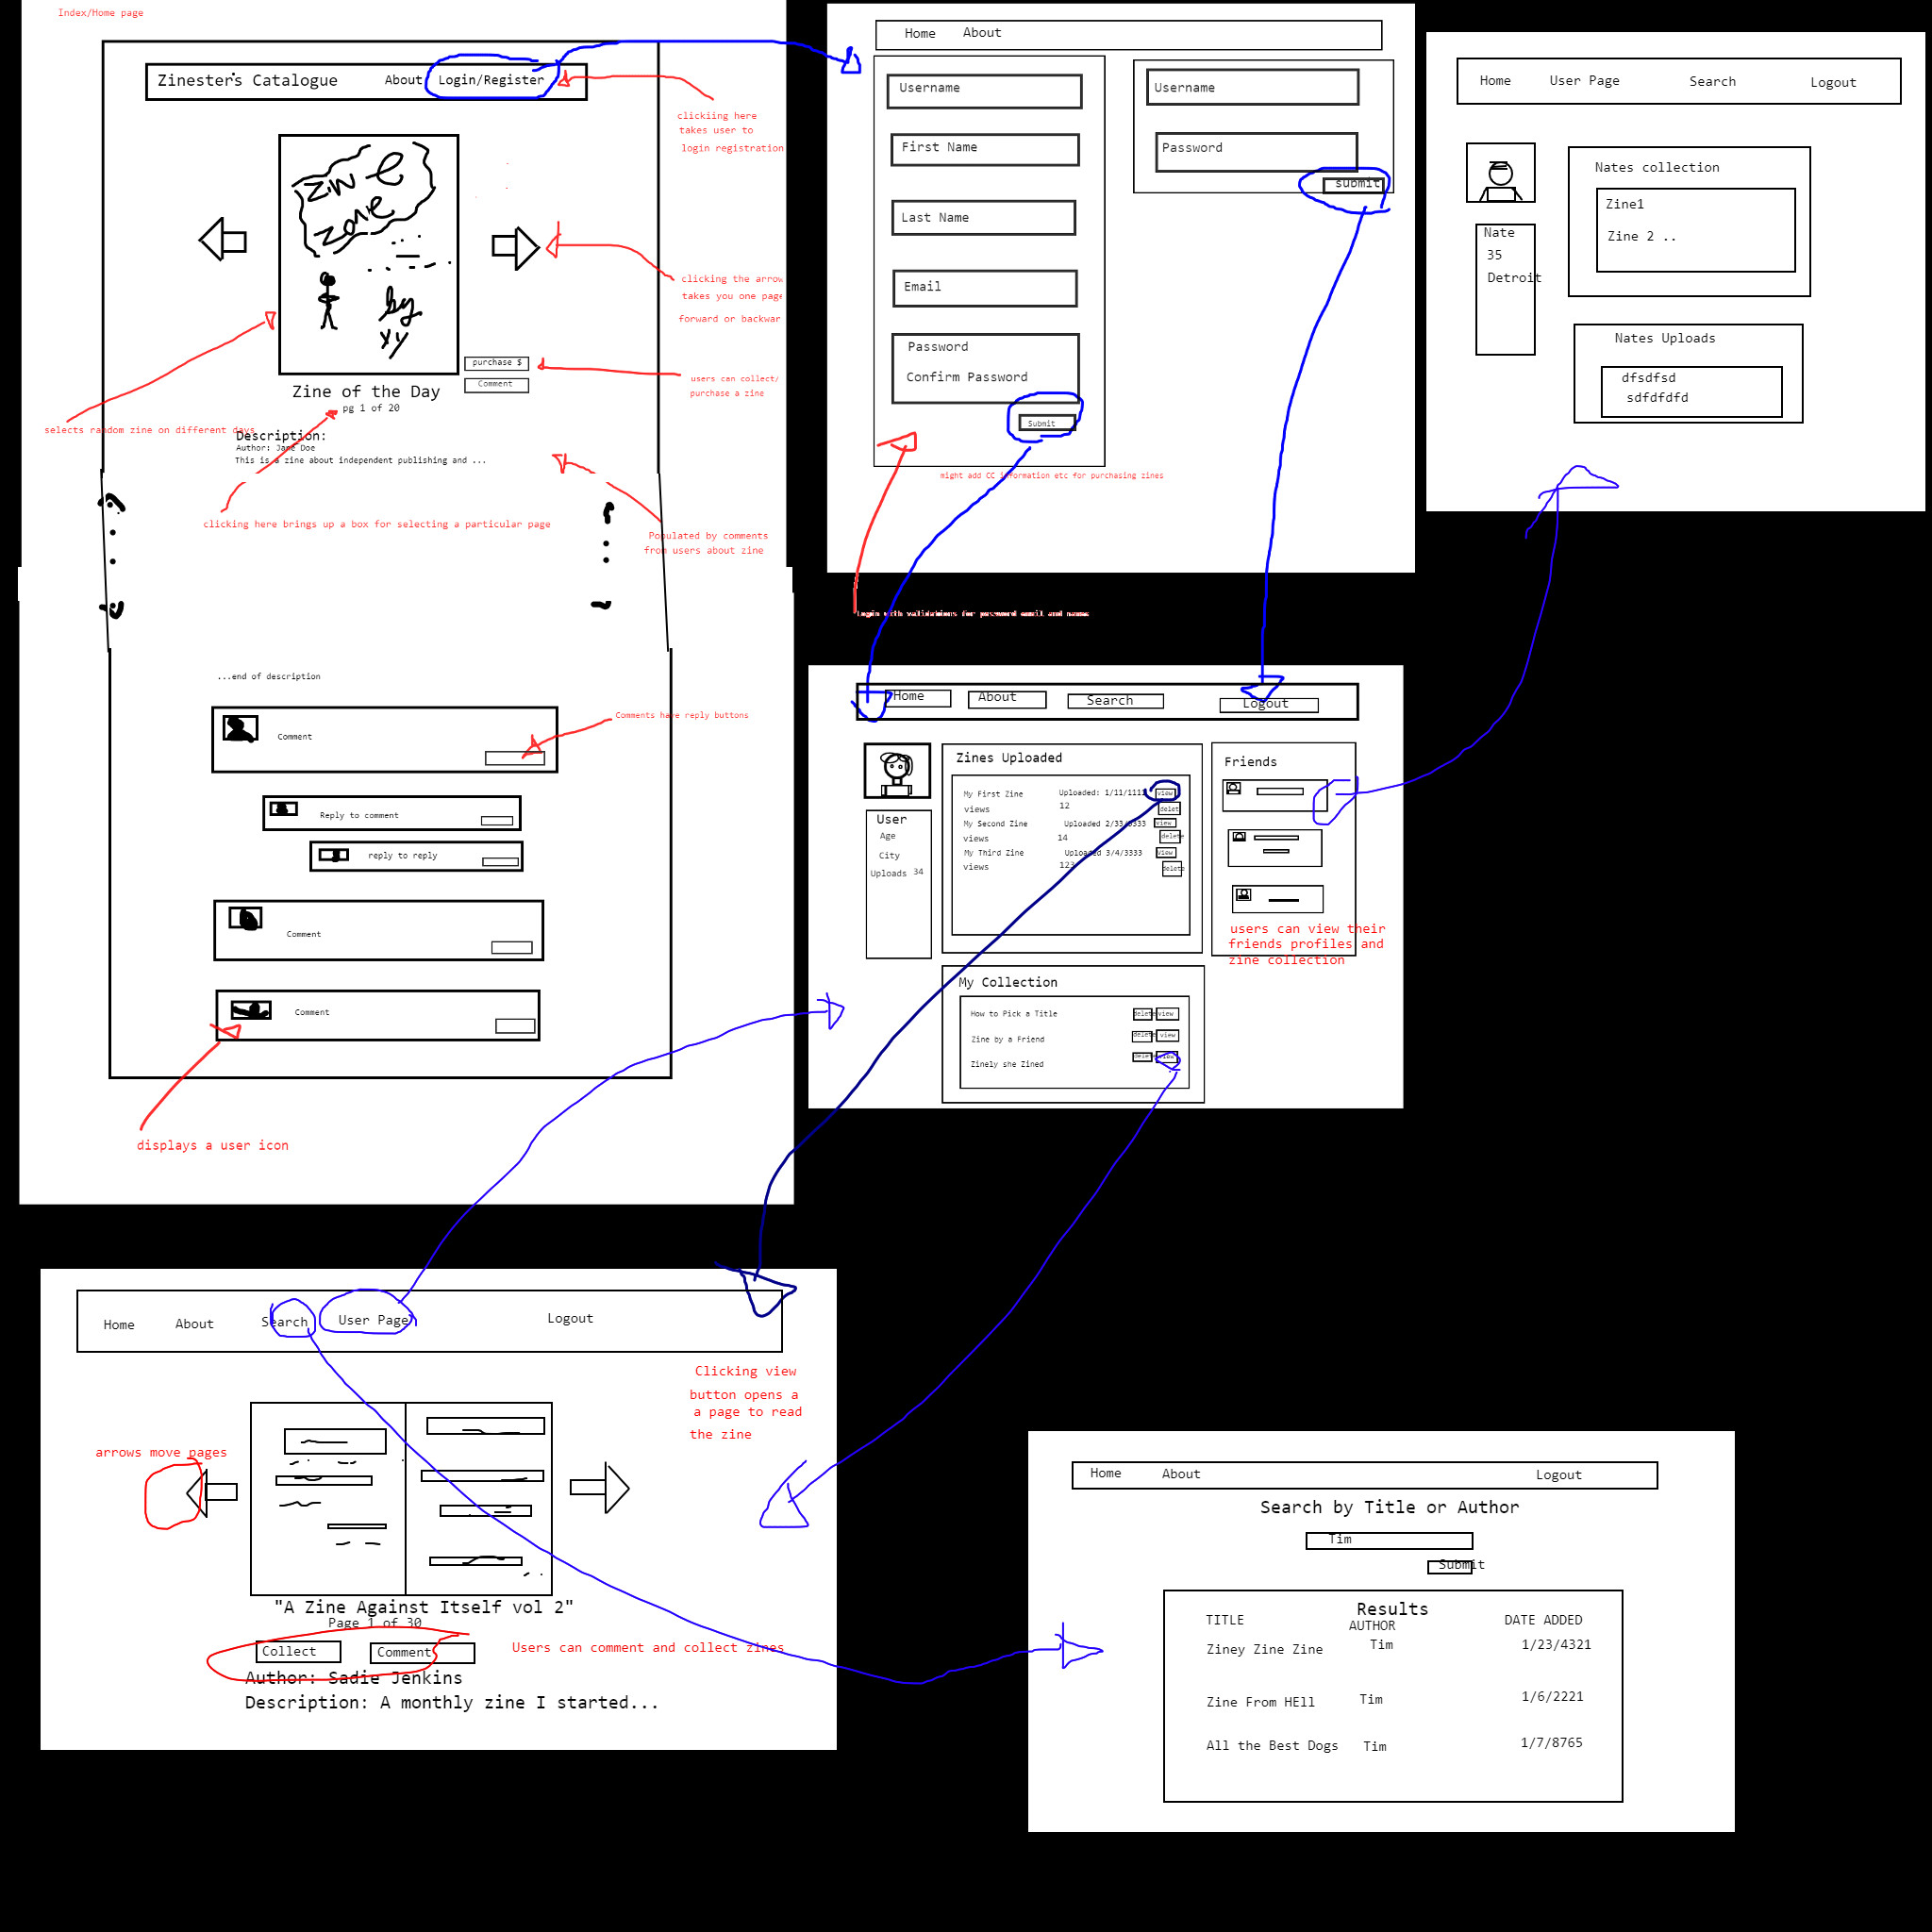 Index/Home page
Zinester's Catalogue About Login/Register
clickiing here
takes user to
login registration
ZINE
ZONE
by
XY
clicking the arrow
takes you one page
forward or backwar
purchase $
Comment
users can collect/
purchase a zine
Zine of the Day
pg 1 of 20
selects random zine on different days
Description:
Author: Jane Doe
This is a zine about independent publishing and ...
clicking here brings up a box for selecting a particular page
Populated by comments
from users about zine
...end of description
Comments have reply buttons
Comment
Reply to comment
reply to reply
Comment
Comment
displays a user icon
Home About
Username
First Name
Last Name
Email
Password
Confirm Password
Submit
Username
Password
submit
might add CC information etc for purchasing zines
Login with validations for password email and names
Home User Page Search Logout
Nates collection
Zine1
Zine 2 ..
Nate
35
Detroit
Nates Uploads
dfsdfsd
sdfdfdfd
Home About Search Logout
Zines Uploaded
My First Zine Uploaded: 1/11/1111 view
views 12 delet
My Second Zine Uploaded 2/33/3333 view
views 14 delete
My Third Zine Uploaded 3/4/3333 View
views 123 delete
User
Age
City
Uploads 34
Friends
users can view their
friends profiles and
zine collection
My Collection
How to Pick a Title delete view
Zine by a Friend delete view
Zinely she Zined delete view
Home About Search User Page Logout
Clicking view
button opens a
a page to read
the zine
arrows move pages
"A Zine Against Itself vol 2"
Page 1 of 30
Collect Comment
Users can comment and collect zines
Author: Sadie Jenkins
Description: A monthly zine I started...
Home About Logout
Search by Title or Author
Tim
Submit
Results
TITLE AUTHOR DATE ADDED
Ziney Zine Zine Tim 1/23/4321
Zine From HEll Tim 1/6/2221
All the Best Dogs Tim 1/7/8765